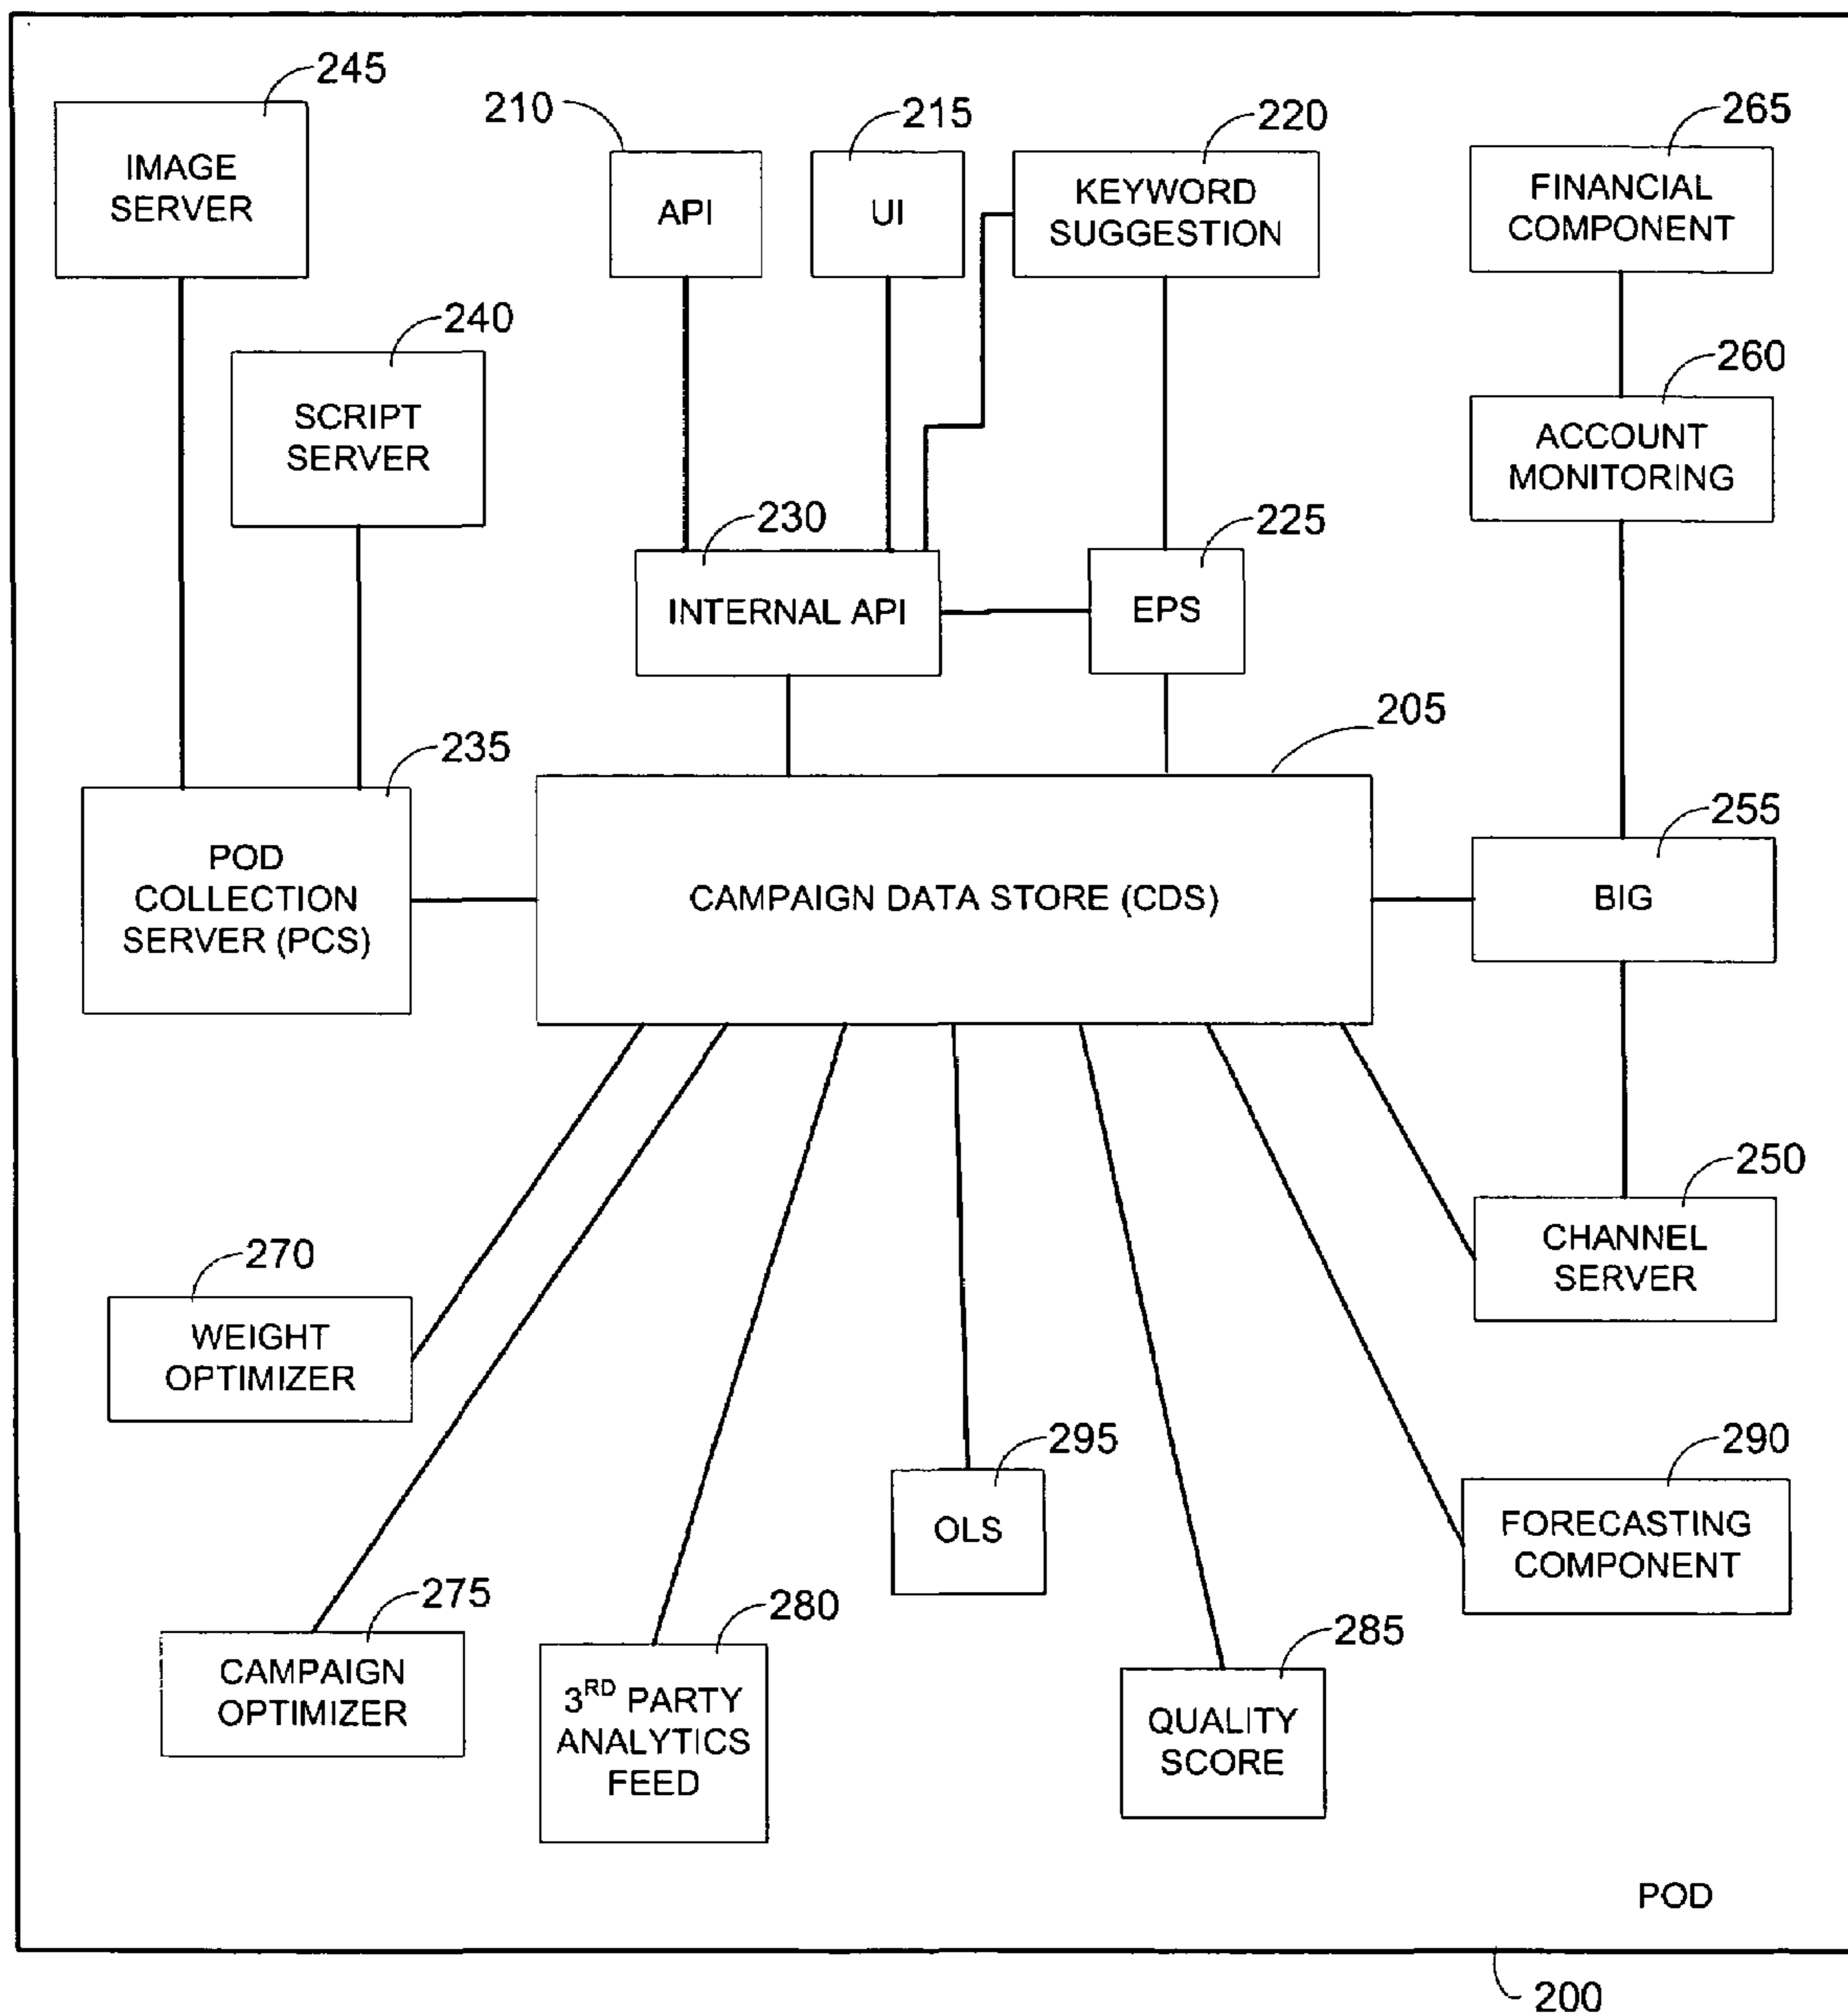 245
IMAGE
SERVER
210
API
215
UI
220
KEYWORD
SUGGESTION
265
FINANCIAL
COMPONENT
240
SCRIPT
SERVER
260
ACCOUNT
MONITORING
230
INTERNAL API
225
EPS
205
CAMPAIGN DATA STORE (CDS)
235
POD
COLLECTION
SERVER (PCS)
255
BIG
250
CHANNEL
SERVER
270
WEIGHT
OPTIMIZER
295
OLS
290
FORECASTING
COMPONENT
275
CAMPAIGN
OPTIMIZER
280
3RD PARTY
ANALYTICS
FEED
285
QUALITY
SCORE
POD
200